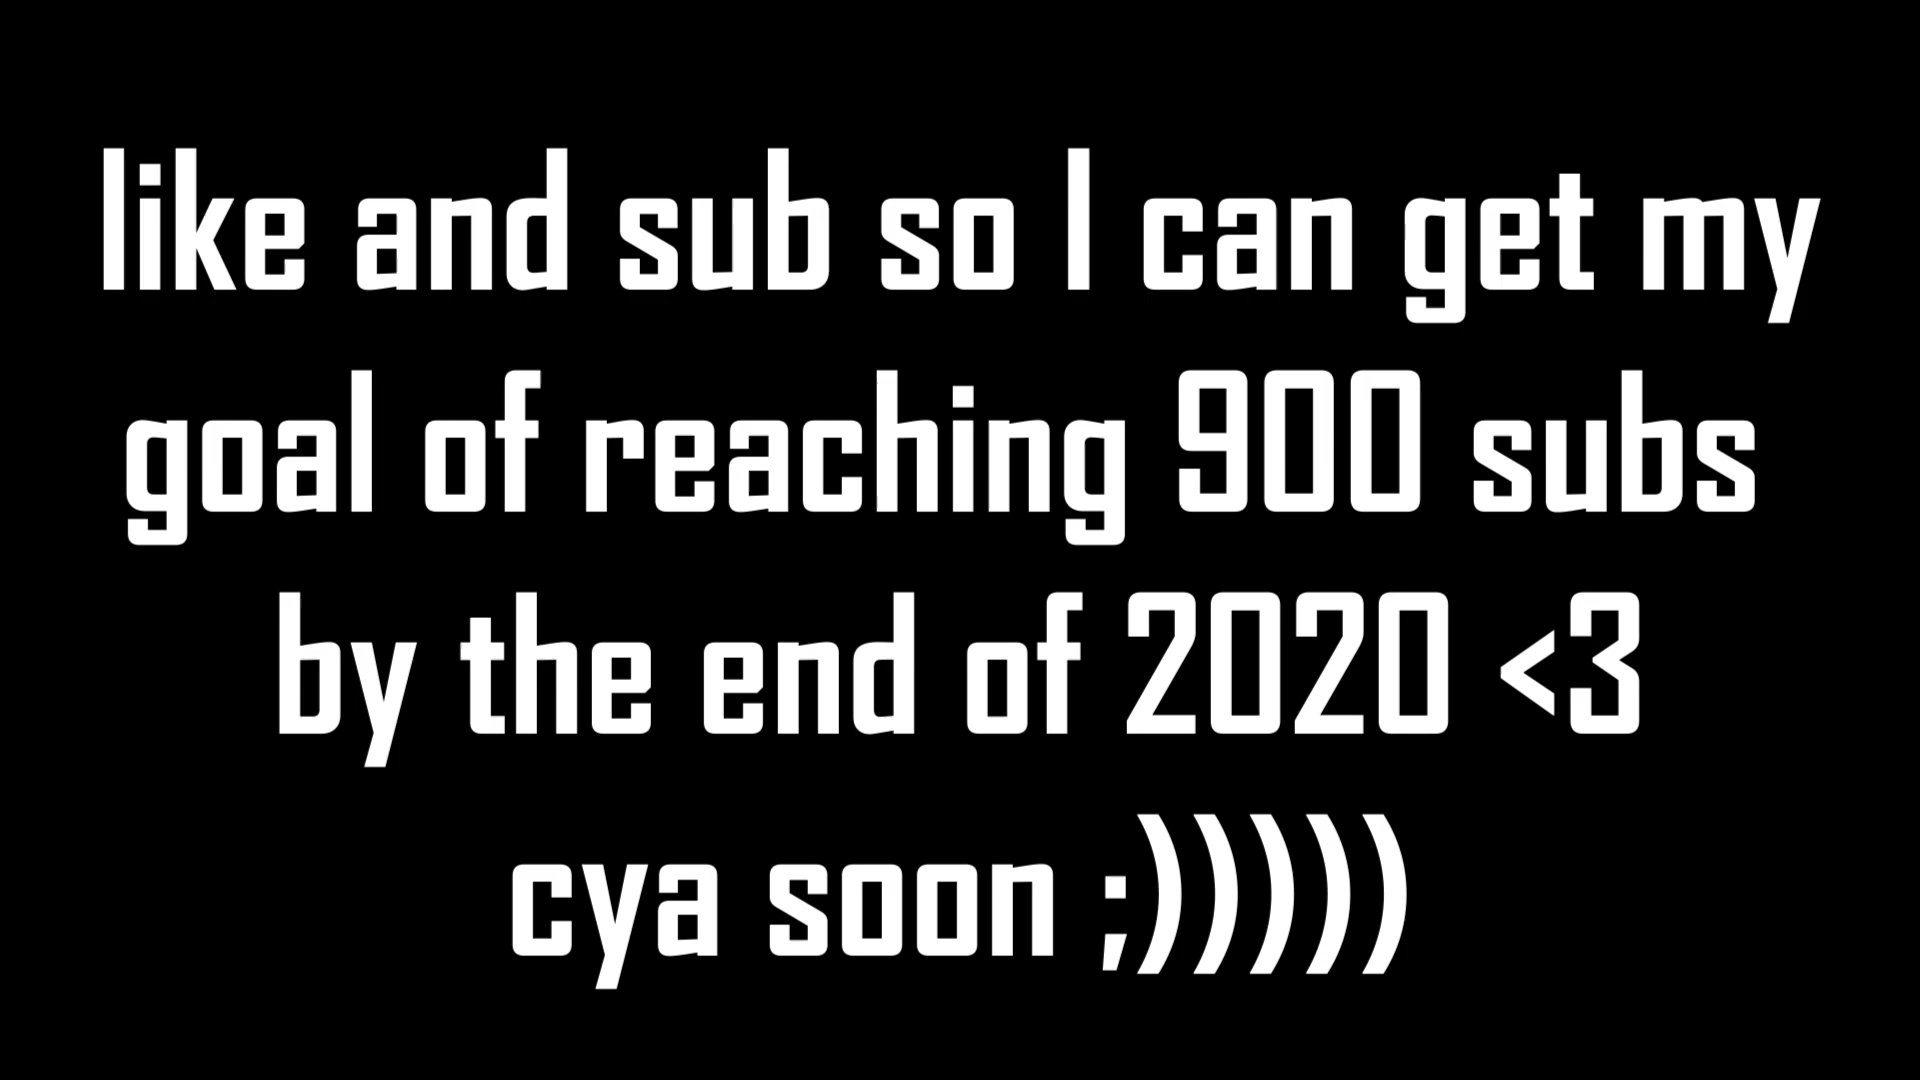 like and sub so I can get my
goal of reaching 900 subs
by the end of 2020 <3
cya soon ;)))))